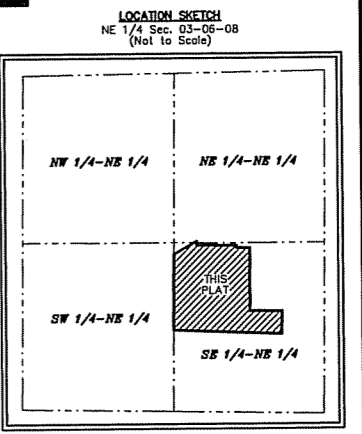 LOCATION SKETCH
NE 1/4 Sec. 03-06-08
(Not to Scale)
NW 1/4-NE 1/4
NE 1/4-NE 1/4
THIS
PLAT
SW 1/4-NE 1/4
SE 1/4-NE 1/4